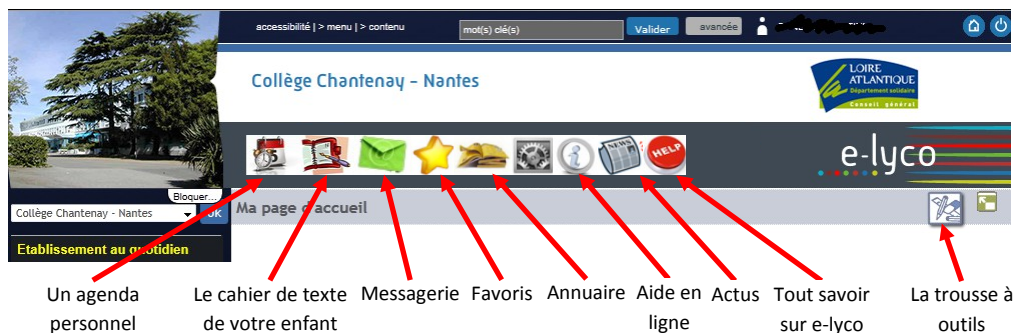 accessibilité | > menu | > contenu
mot(s) clé(s)
Valider
avancée
Collège Chantenay - Nantes
LOIRE
ATLANTIQUE
Département solidaire
Conseil général
NEWS
HELP
e-lyco
Bloquer...
Collège Chantenay - Nantes
OK
Ma page d'accueil
Etablissement au quotidien
Un agenda
personnel
Le cahier de texte
de votre enfant
Messagerie
Favoris
Annuaire
Aide en
ligne
Actus
Tout savoir
sur e-lyco
La trousse à
outils